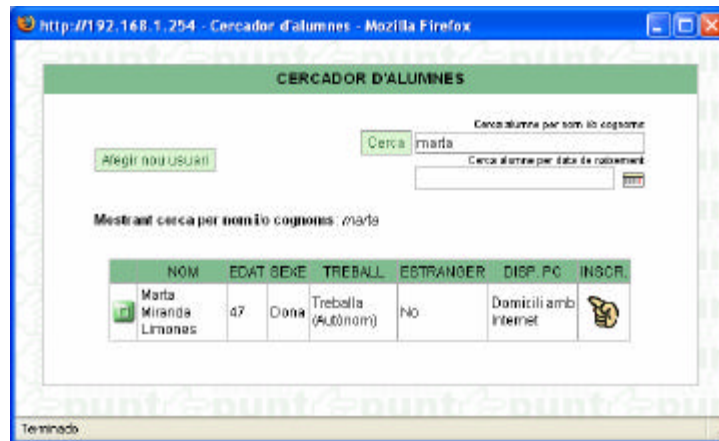 http://192.168.1.254 - Cercador d'alumnes - Mozilla Firefox
CERCADOR D'ALUMNES
Cerca alumne per nom i/o cognoms
Cerca
marta
Afegir nou usuari
Cerca alumne per data de naixement
Mostrant cerca per nom i/o cognoms: marta
NOM EDAT SEXE TREBALL ESTRANGER DISP. PC INSCR.
Marta Miranda Limones 47 Dona Treballa (Autònom) No Domicili amb Internet
Terminado